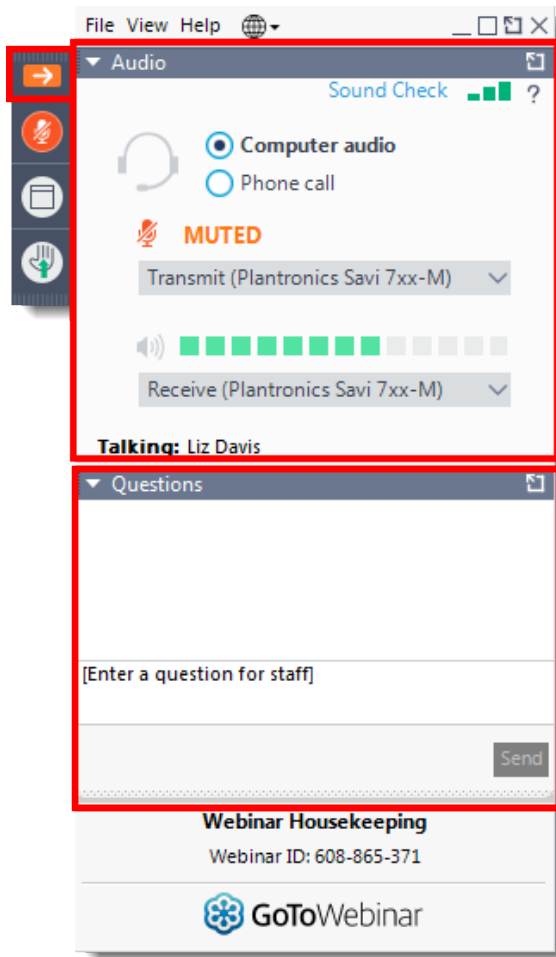 File View Help
Audio
Sound Check ?
Computer audio
Phone call
MUTED
Transmit (Plantronics Savi 7xx-M)
Receive (Plantronics Savi 7xx-M)
Talking: Liz Davis
Questions
[Enter a question for staff]
Send
Webinar Housekeeping
Webinar ID: 608-865-371
GoToWebinar